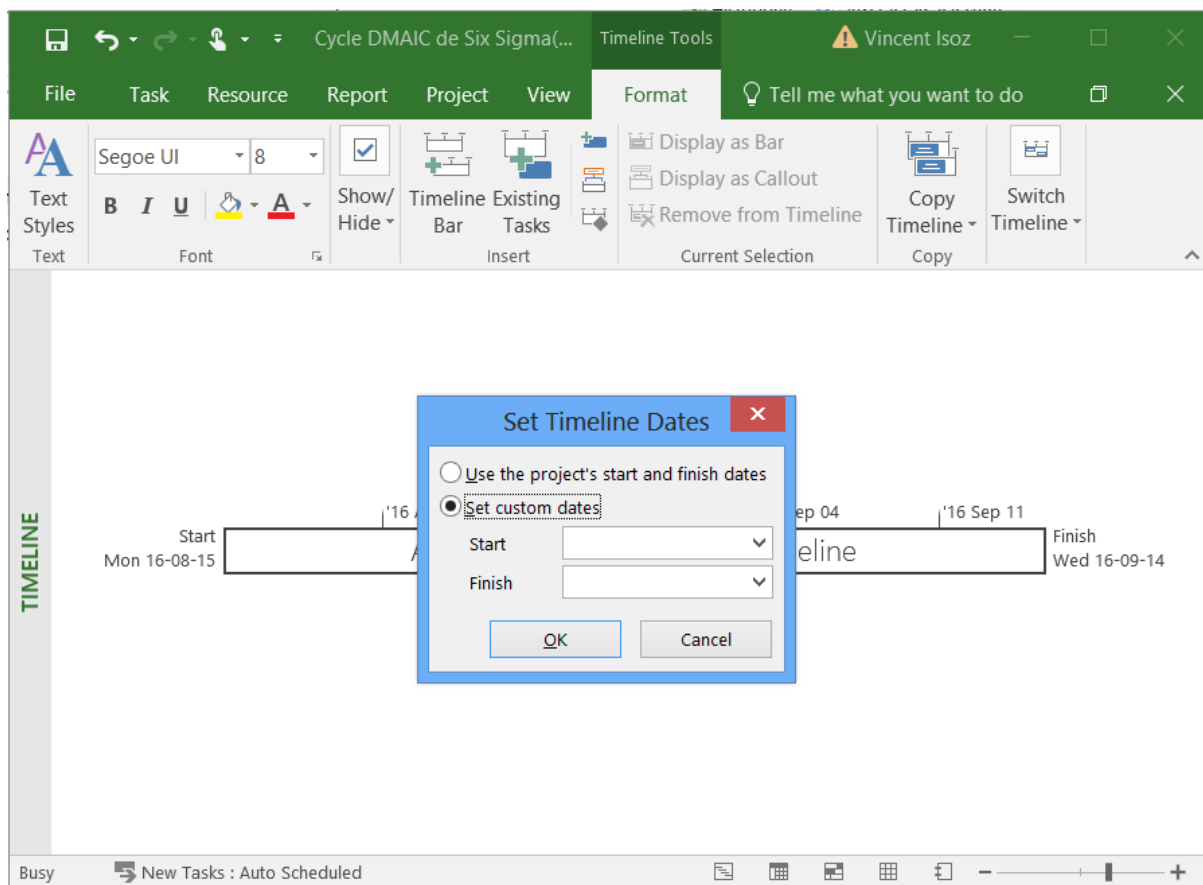 Cycle DMAIC de Six Sigma(... Timeline Tools Vincent Isoz
File Task Resource Report Project View Format Tell me what you want to do
Segoe UI 8
Display as Bar
Display as Callout
Remove from Timeline
Text Styles
B I U A
Show/ Hide
Timeline Bar
Existing Tasks
Copy Timeline
Switch Timeline
Text Font Insert Current Selection Copy
TIMELINE
Set Timeline Dates
Use the project's start and finish dates
Set custom dates
Start
Finish
OK Cancel
'16
04 '16 Sep 11
Start
Mon 16-08-15
Finish
Wed 16-09-14
Busy New Tasks : Auto Scheduled